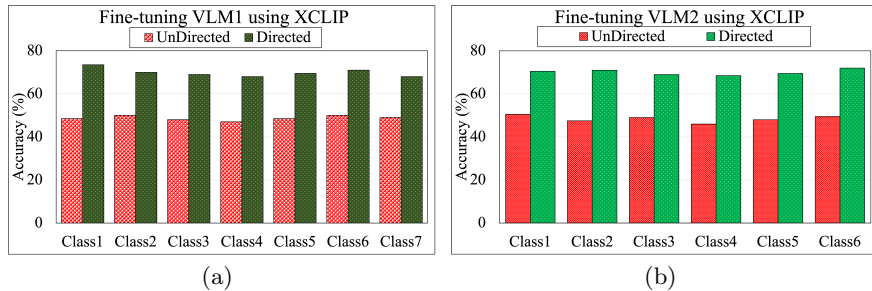 Fine-tuning VLM1 using XCLIP
UnDirected Directed
80
60
40
20
0
Accuracy (%)
Class1 Class2 Class3 Class4 Class5 Class6 Class7
(a)
Fine-tuning VLM2 using XCLIP
UnDirected Directed
80
60
40
20
0
Accuracy (%)
Class1 Class2 Class3 Class4 Class5 Class6
(b)